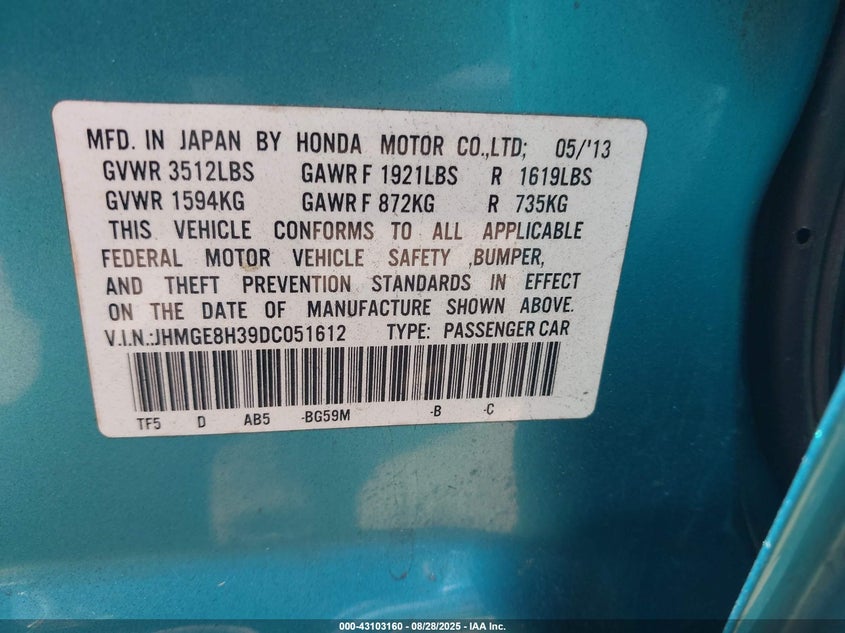 MFD. IN JAPAN BY HONDA MOTOR CO.,LTD; 05/'13
GVWR 3512LBS GAWR F 1921LBS R 1619LBS
GVWR 1594KG GAWR F 872KG R 735KG
THIS VEHICLE CONFORMS TO ALL APPLICABLE
FEDERAL MOTOR VEHICLE SAFETY ,BUMPER,
AND THEFT PREVENTION STANDARDS IN EFFECT
ON THE DATE OF MANUFACTURE SHOWN ABOVE.
V.I.N.:JHMGE8H39DC051612 TYPE: PASSENGER CAR
TF5 D AB5 -BG59M -B -C
000-43103160 - 08/28/2025 - IAA Inc.